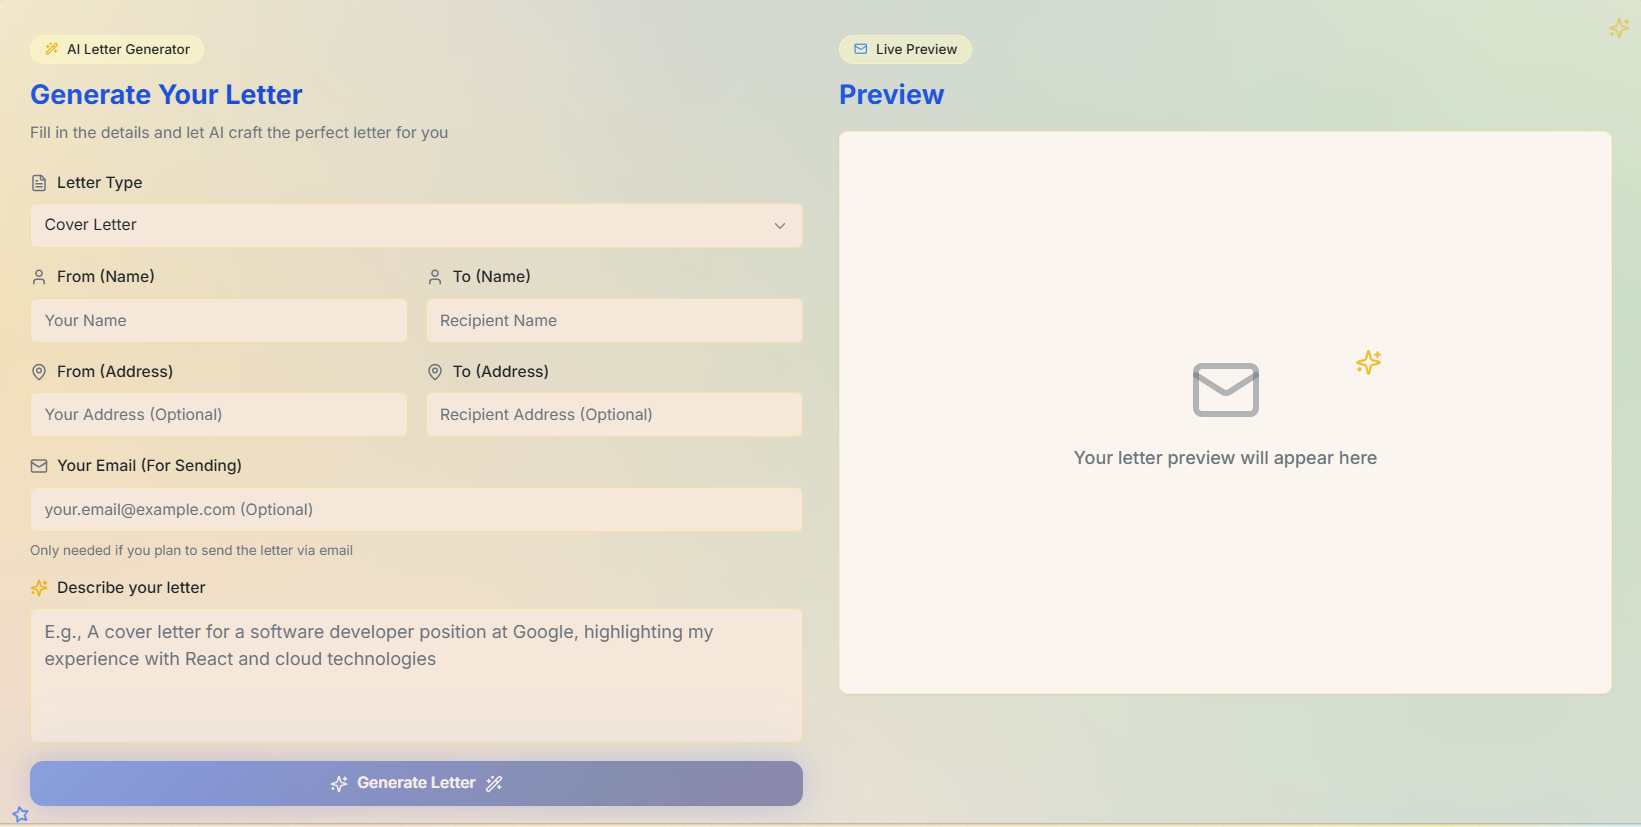 AI Letter Generator
Generate Your Letter
Fill in the details and let AI craft the perfect letter for you
Letter Type
Cover Letter
From (Name)
To (Name)
Your Name
Recipient Name
From (Address)
To (Address)
Your Address (Optional)
Recipient Address (Optional)
Your Email (For Sending)
your.email@example.com (Optional)
Only needed if you plan to send the letter via email
Describe your letter
E.g., A cover letter for a software developer position at Google, highlighting my
experience with React and cloud technologies
Generate Letter
Live Preview
Preview
Your letter preview will appear here